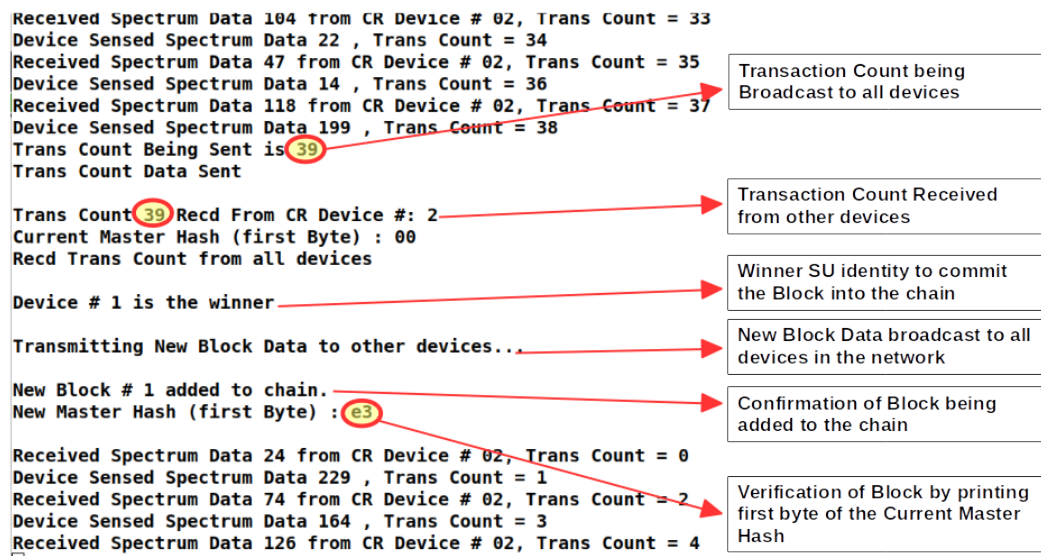 Received Spectrum Data 104 from CR Device # 02, Trans Count = 33
Device Sensed Spectrum Data 22 , Trans Count = 34
Received Spectrum Data 47 from CR Device # 02, Trans Count = 35
Device Sensed Spectrum Data 14 , Trans Count = 36
Received Spectrum Data 118 from CR Device # 02, Trans Count = 37
Device Sensed Spectrum Data 199 , Trans Count = 38
Trans Count Being Sent is 39
Trans Count Data Sent
Trans Count 39 Recd From CR Device #: 2
Current Master Hash (first Byte) : 00
Recd Trans Count from all devices
Device # 1 is the winner
Transmitting New Block Data to other devices...
New Block # 1 added to chain.
New Master Hash (first Byte) : e3
Received Spectrum Data 24 from CR Device # 02, Trans Count = 0
Device Sensed Spectrum Data 229 , Trans Count = 1
Received Spectrum Data 74 from CR Device # 02, Trans Count = 2
Device Sensed Spectrum Data 164 , Trans Count = 3
Received Spectrum Data 126 from CR Device # 02, Trans Count = 4
Transaction Count being
Broadcast to all devices
Transaction Count Received
from other devices
Winner SU identity to commit
the Block into the chain
New Block Data broadcast to all
devices in the network
Confirmation of Block being
added to the chain
Verification of Block by printing
first byte of the Current Master
Hash